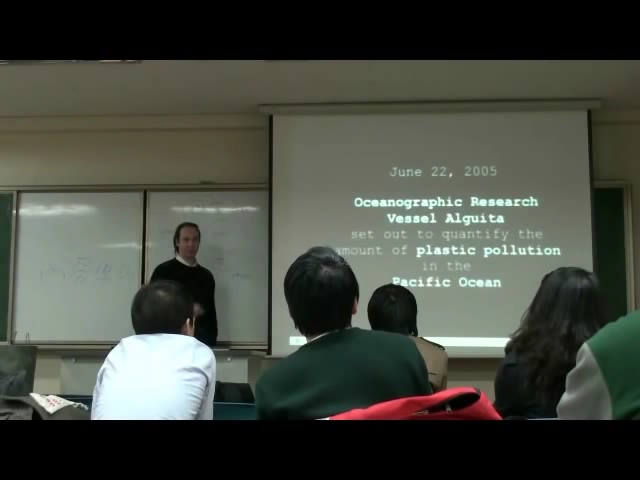 June 22, 2005
Oceanographic Research
Vessel Alguita
set out to quantify the
amount of plastic pollution
in the
Pacific Ocean